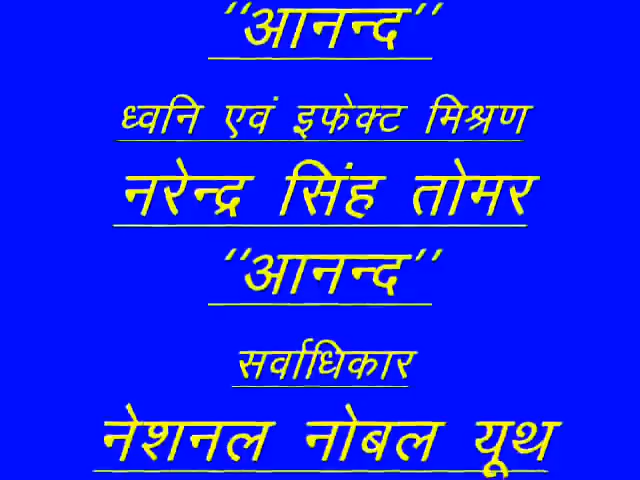 “आनन्द”
ध्वनि एवं इफेक्ट मिश्रण
नरेन्द्र सिंह तोमर
“आनन्द”
सर्वाधिकार
नेशनल नोबल यूथ